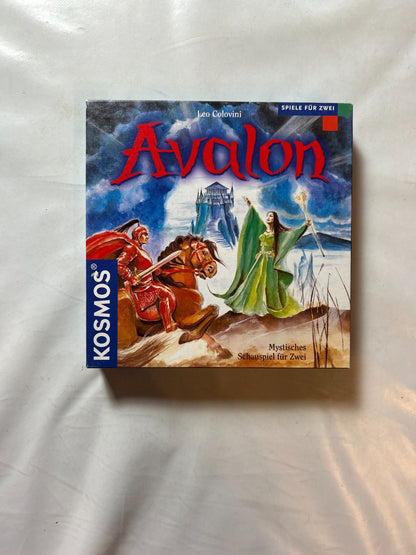 SPIELE FÜR ZWEI
Leo Colovini
Avalon
KOSMOS®
Mystisches
Schauspiel für Zwei